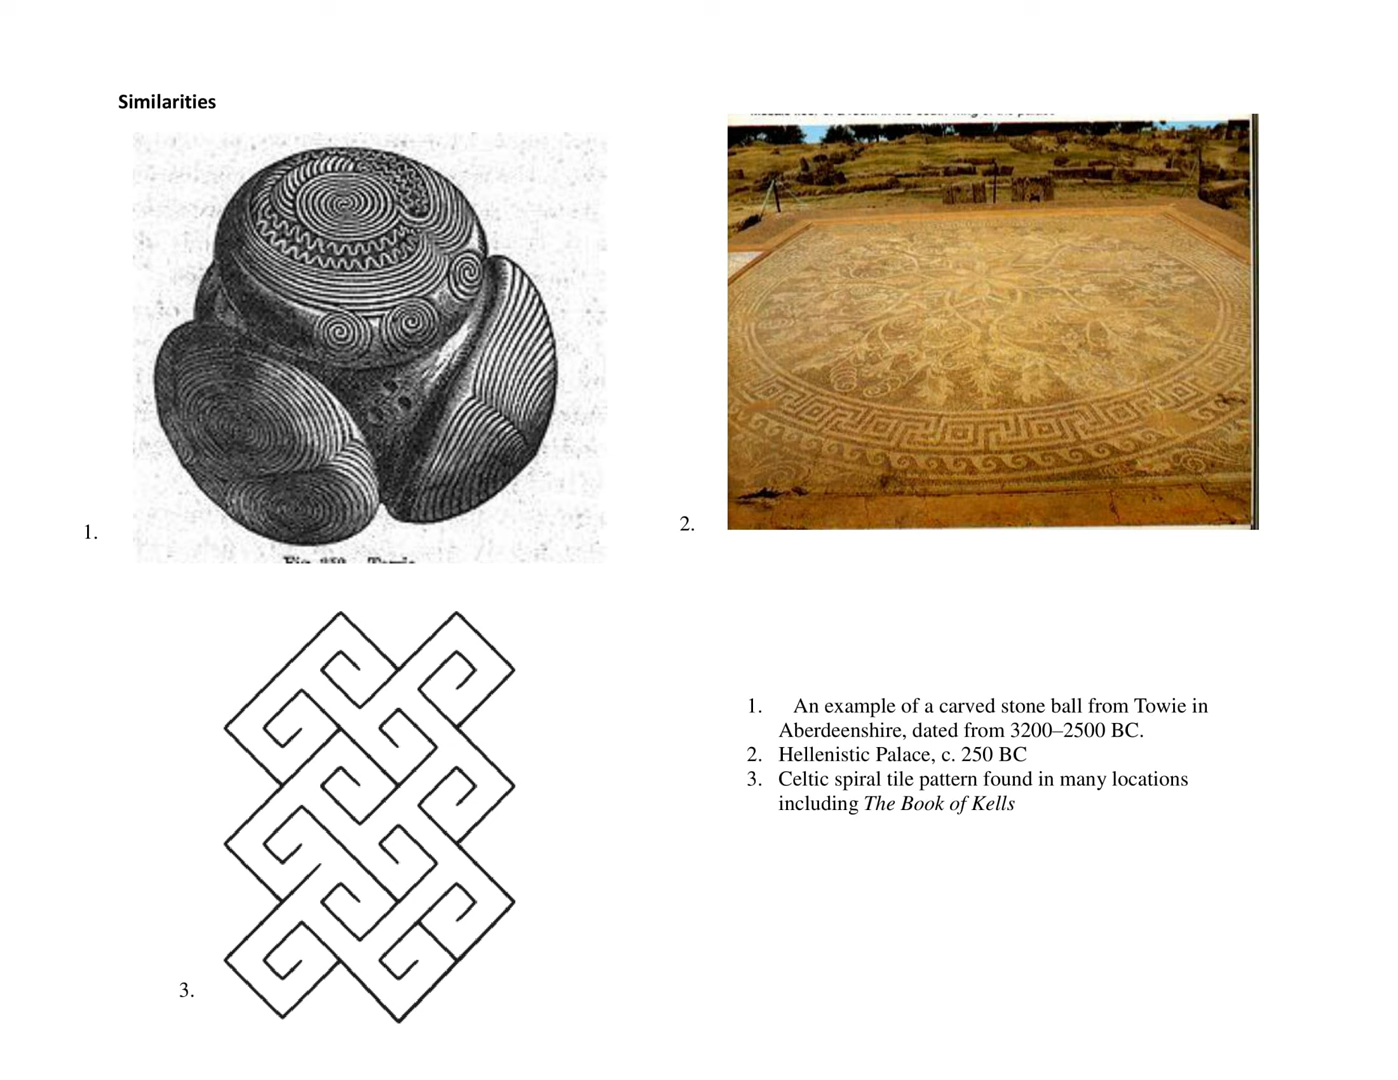 Similarities
2.
1.
1. An example of a carved stone ball from Towie in
Aberdeenshire, dated from 3200–2500 BC.
2. Hellenistic Palace, c. 250 BC
3. Celtic spiral tile pattern found in many locations
including The Book of Kells
3.